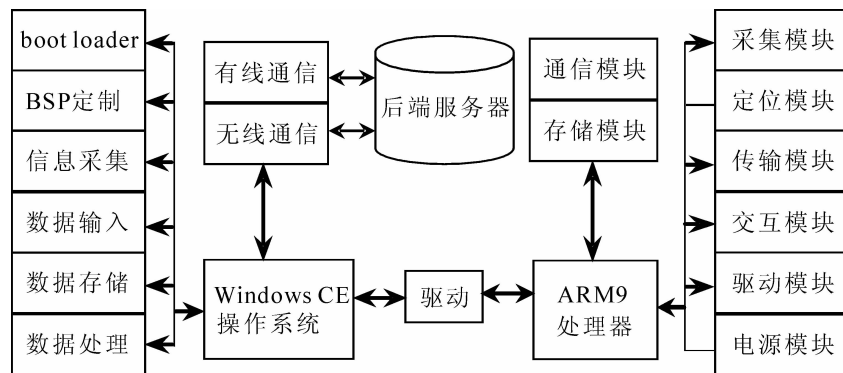 boot loader
BSP定制
信息采集
数据输入
数据存储
数据处理
有线通信
无线通信
后端服务器
Windows CE
操作系统
驱动
通信模块
存储模块
ARM9
处理器
采集模块
定位模块
传输模块
交互模块
驱动模块
电源模块